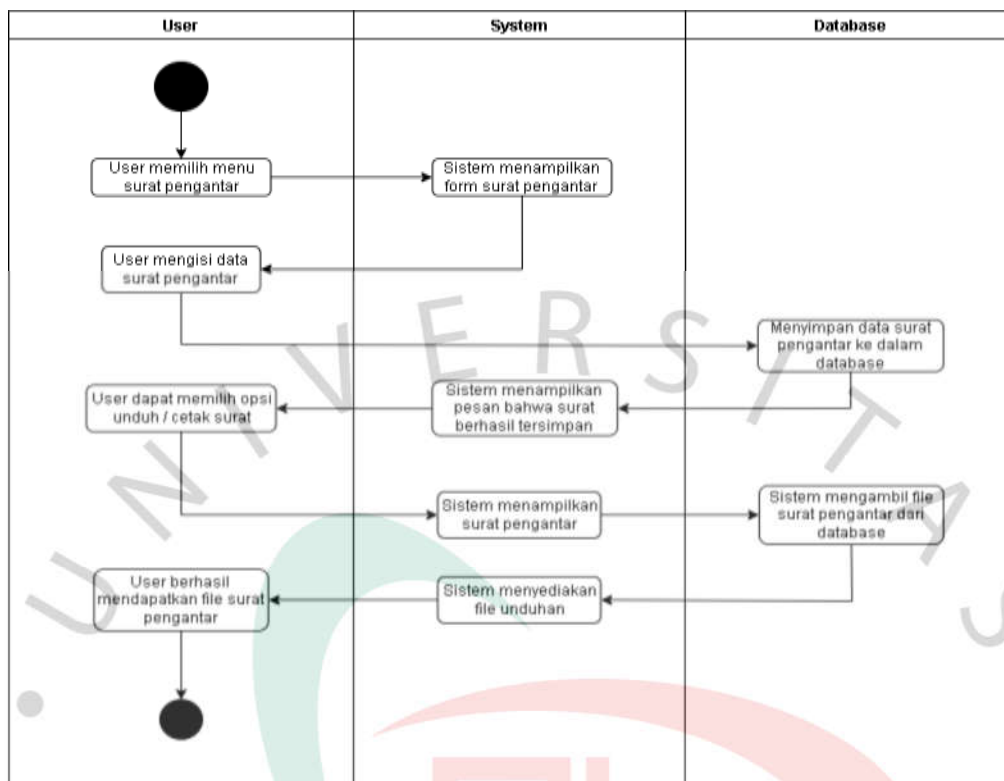 User
System
Database
User memilih menu
surat pengantar
Sistem menampilkan
form surat pengantar
User mengisi data
surat pengantar
Menyimpan data surat
pengantar ke dalam
database
Sistem menampilkan
pesan bahwa surat
berhasil tersimpan
User dapat memilih opsi
unduh / cetak surat
Sistem menampilkan
surat pengantar
Sistem mengambil file
surat pengantar dari
database
Sistem menyediakan
file unduhan
User berhasil
mendapatkan file surat
pengantar
UNIVERSITAS